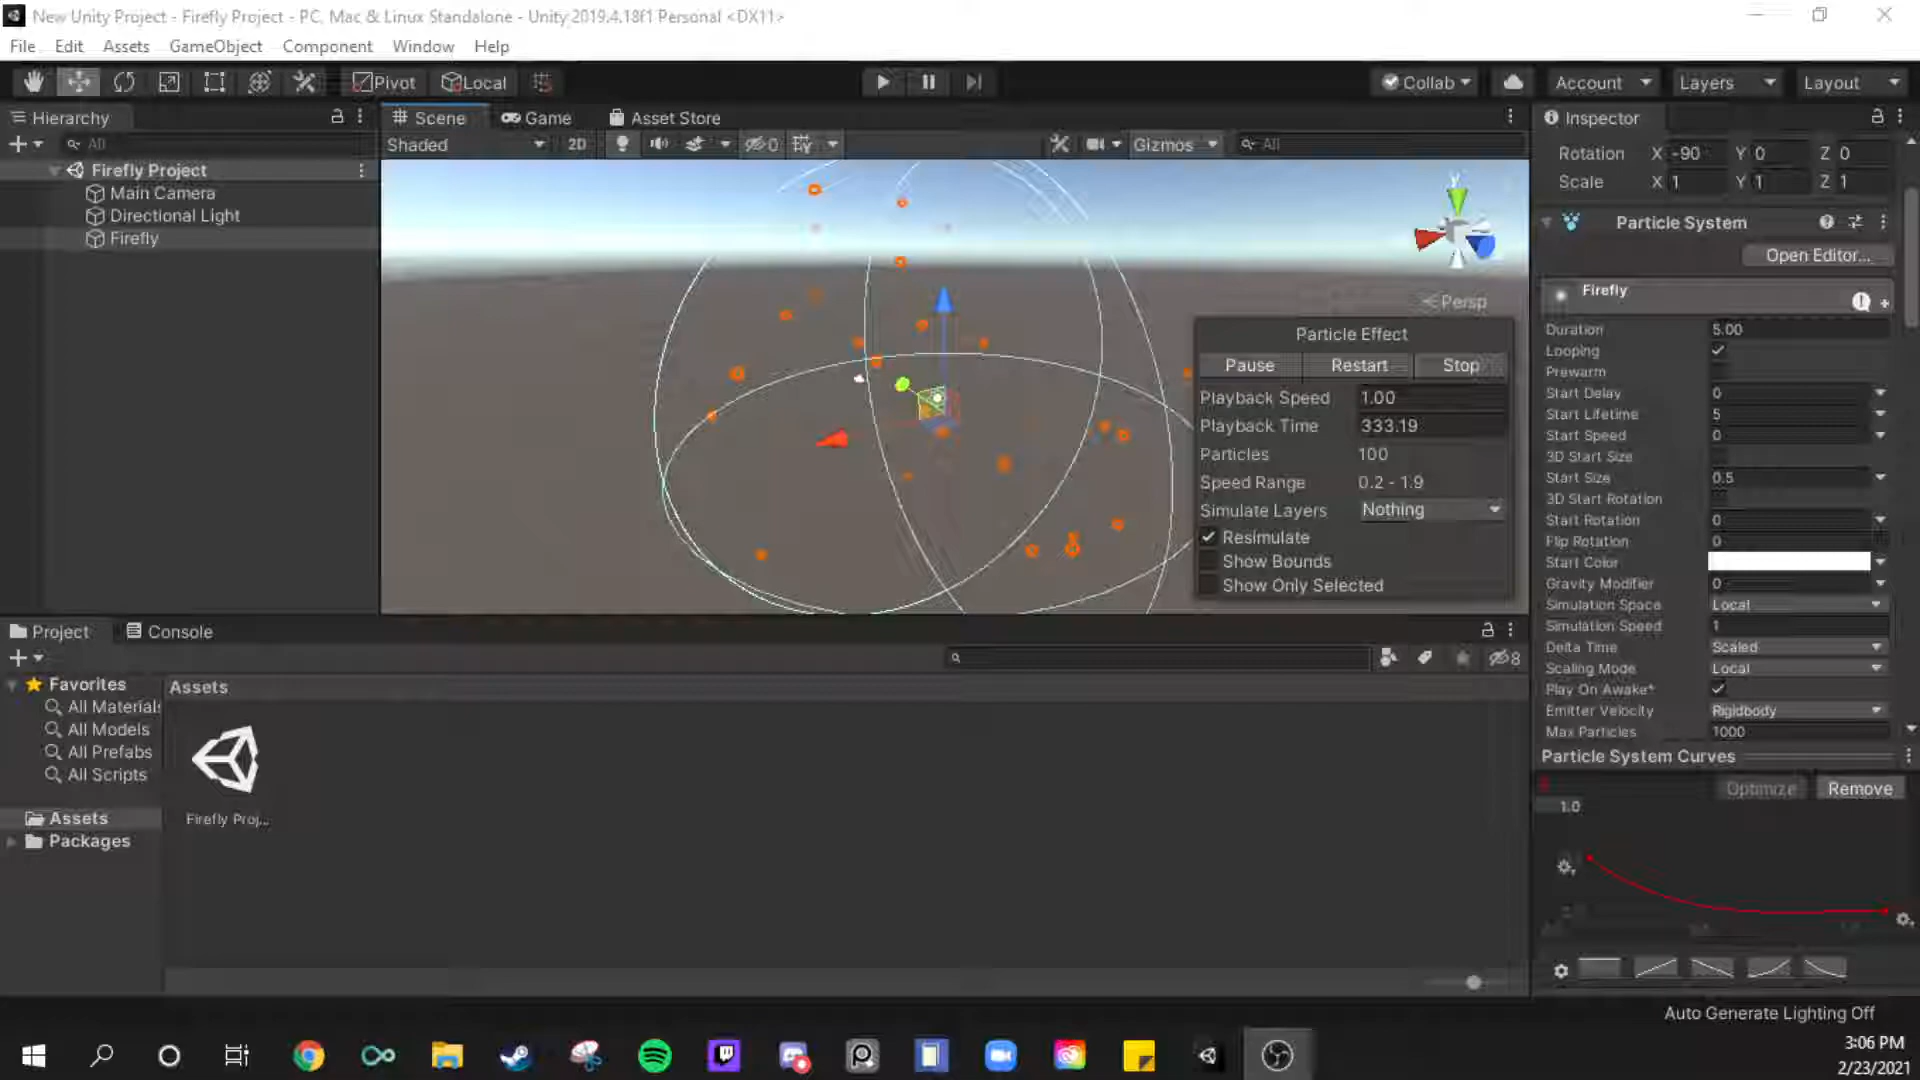 New Unity Project - Firefly Project - PC, Mac & Linux Standalone - Unity 2019.4.18f1 Personal <DX11>
File Edit Assets GameObject Component Window Help
Pivot Local Collab Account Layers Layout
Hierarchy
All
Firefly Project
Main Camera
Directional Light
Firefly
Scene Game Asset Store
Shaded 2D 0 Gizmos All
y
Persp
Particle Effect
Pause Restart Stop
Playback Speed 1.00
Playback Time 333.19
Particles 100
Speed Range 0.2 - 1.9
Simulate Layers Nothing
Resimulate
Show Bounds
Show Only Selected
Inspector
Rotation X -90 Y 0 Z 0
Scale X 1 Y 1 Z 1
Particle System
Open Editor...
Firefly
Duration 5.00
Looping
Prewarm
Start Delay 0
Start Lifetime 5
Start Speed 0
3D Start Size
Start Size 0.5
3D Start Rotation
Start Rotation 0
Flip Rotation 0
Start Color
Gravity Modifier 0
Simulation Space Local
Simulation Speed 1
Delta Time Scaled
Scaling Mode Local
Play On Awake*
Emitter Velocity Rigidbody
Max Particles 1000
Particle System Curves
Optimize Remove
1.0
Project Console
8
Favorites
All Materials
All Models
All Prefabs
All Scripts
Assets
Packages
Assets
Firefly Proj...
Auto Generate Lighting Off
3:06 PM
2/23/2021